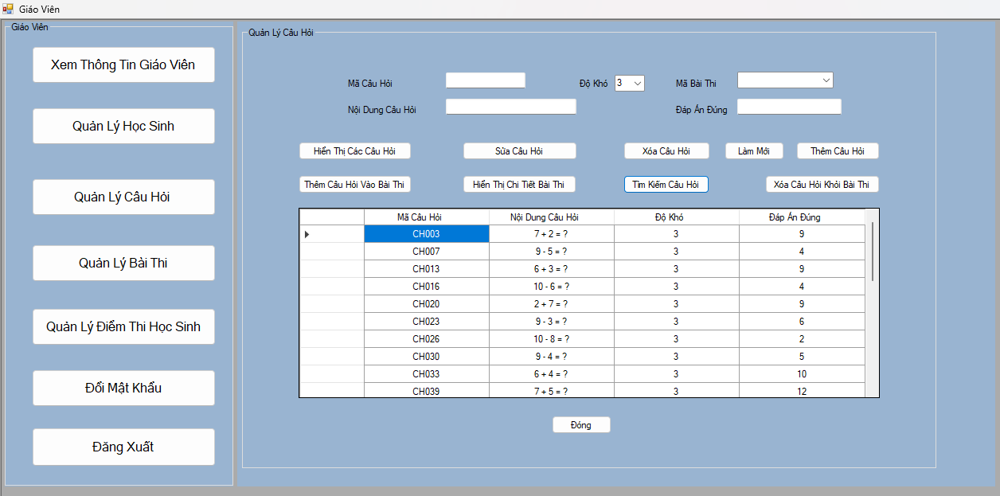 Giáo Viên
Giáo Viên
Xem Thông Tin Giáo Viên
Quản Lý Học Sinh
Quản Lý Câu Hỏi
Quản Lý Bài Thi
Quản Lý Điểm Thi Học Sinh
Đổi Mật Khẩu
Đăng Xuất
Quản Lý Câu Hỏi
Mã Câu Hỏi Độ Khó 3 Mã Bài Thi
Nội Dung Câu Hỏi Đáp Án Đúng
Hiển Thị Các Câu Hỏi Sửa Câu Hỏi Xóa Câu Hỏi Làm Mới Thêm Câu Hỏi
Thêm Câu Hỏi Vào Bài Thi Hiển Thị Chi Tiết Bài Thi Tìm Kiếm Câu Hỏi Xóa Câu Hỏi Khỏi Bài Thi
Mã Câu Hỏi Nội Dung Câu Hỏi Độ Khó Đáp Án Đúng
CH003 7 + 2 = ? 3 9
CH007 9 - 5 = ? 3 4
CH013 6 + 3 = ? 3 9
CH016 10 - 6 = ? 3 4
CH020 2 + 7 = ? 3 9
CH023 9 - 3 = ? 3 6
CH026 10 - 8 = ? 3 2
CH030 9 - 4 = ? 3 5
CH033 6 + 4 = ? 3 10
CH039 7 + 5 = ? 3 12
Đóng